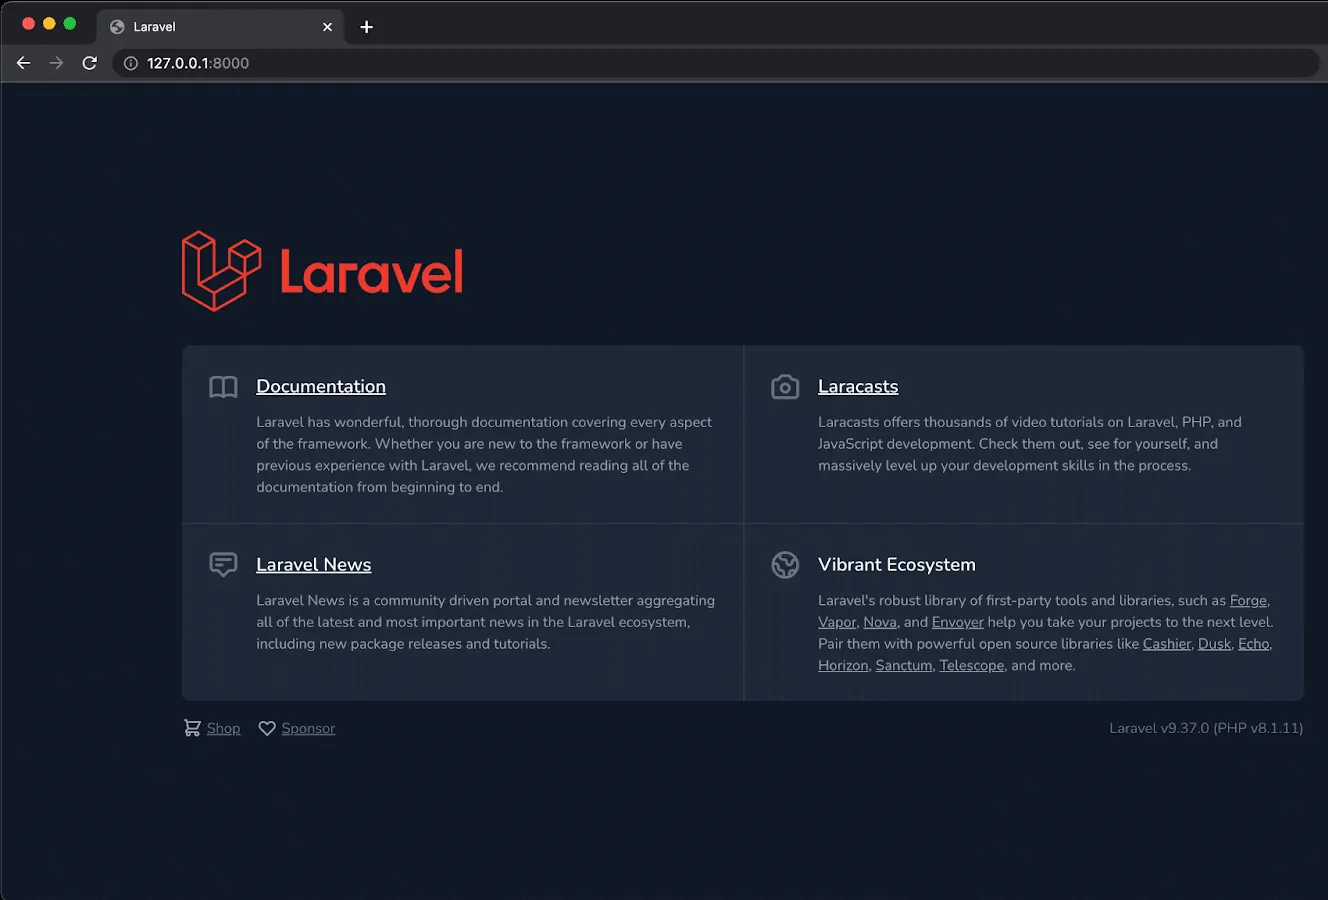 Laravel
127.0.0.1:8000
Laravel
Documentation
Laravel has wonderful, thorough documentation covering every aspect
of the framework. Whether you are new to the framework or have
previous experience with Laravel, we recommend reading all of the
documentation from beginning to end.
Laracasts
Laracasts offers thousands of video tutorials on Laravel, PHP, and
JavaScript development. Check them out, see for yourself, and
massively level up your development skills in the process.
Laravel News
Laravel News is a community driven portal and newsletter aggregating
all of the latest and most important news in the Laravel ecosystem,
including new package releases and tutorials.
Vibrant Ecosystem
Laravel's robust library of first-party tools and libraries, such as Forge,
Vapor, Nova, and Envoyer help you take your projects to the next level.
Pair them with powerful open source libraries like Cashier, Dusk, Echo,
Horizon, Sanctum, Telescope, and more.
Shop Sponsor
Laravel v9.37.0 (PHP v8.1.11)